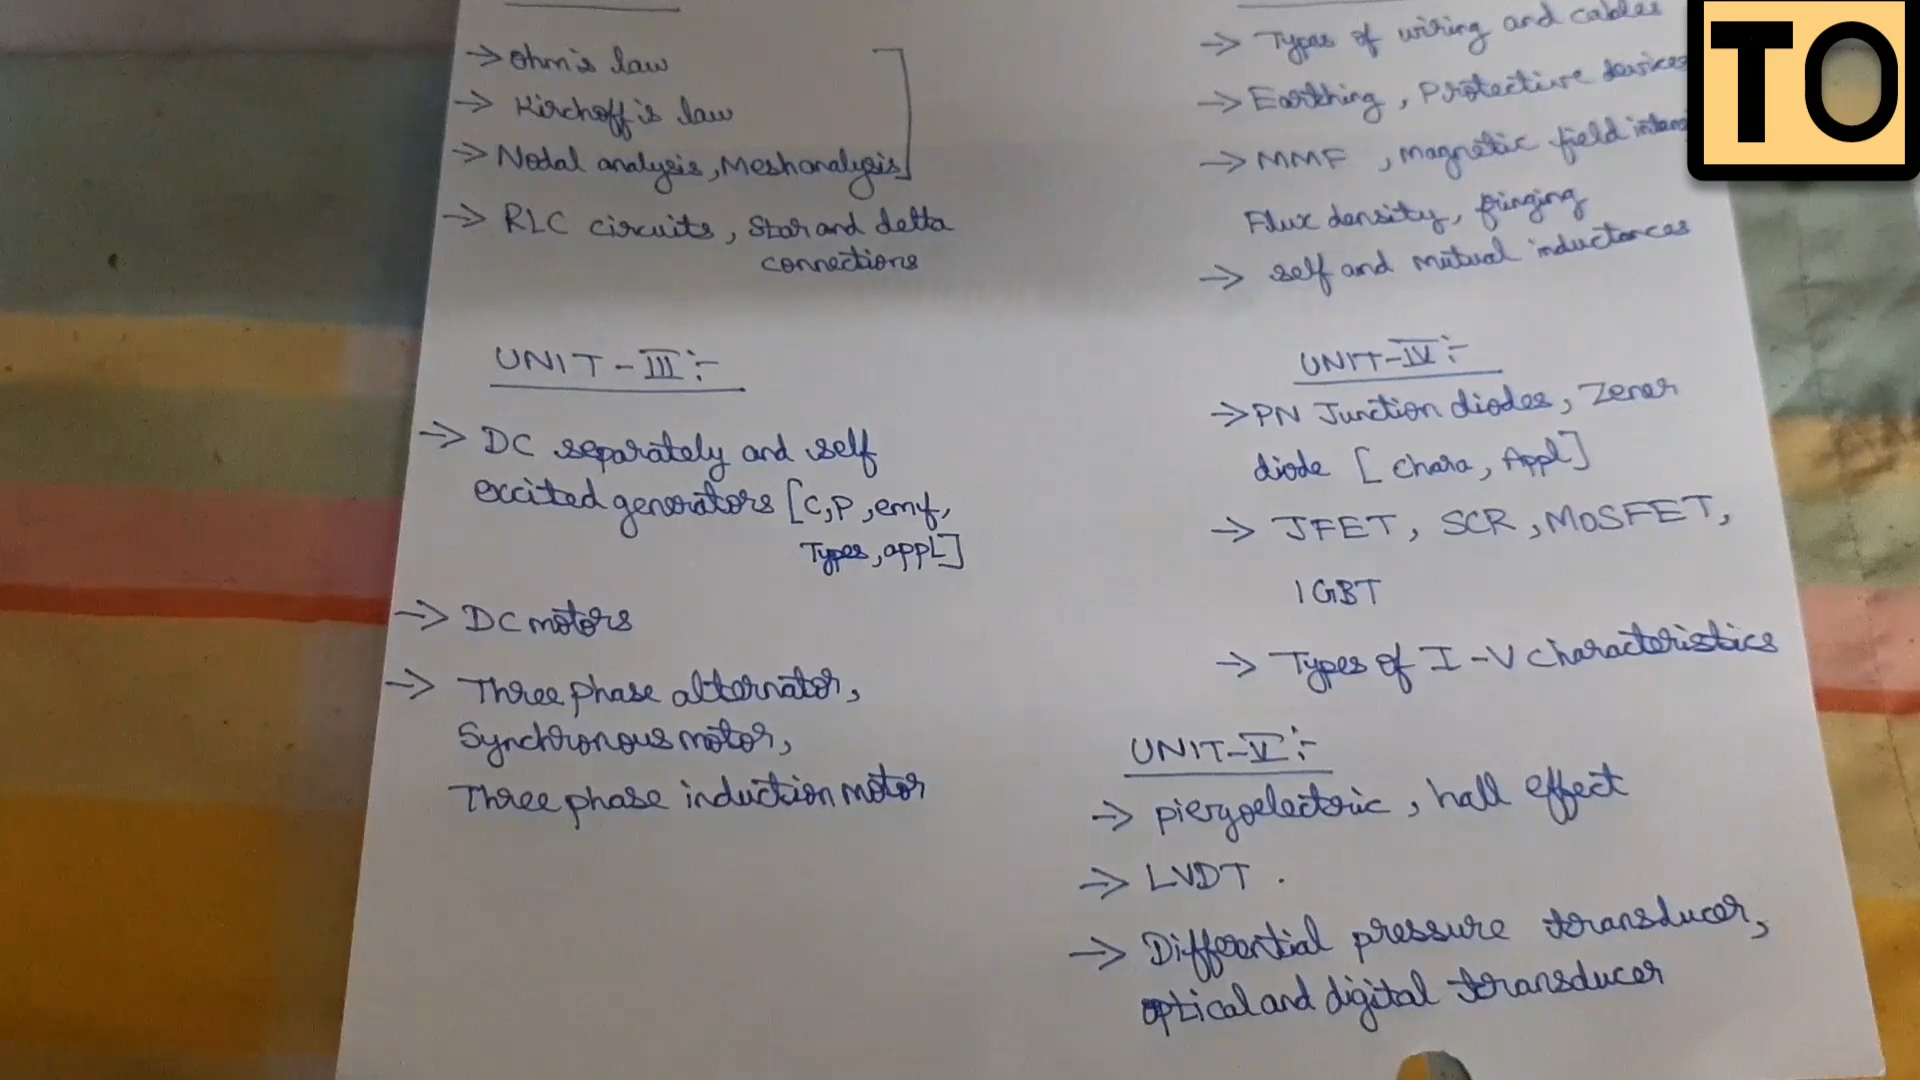 → ohm's law
→ Kirchoff's law
→ Nodal analysis, Mesh analysis]
→ RLC circuits, Star and delta
connections
→ Types of wiring and cables
→ Earthing, Protective devices
→ MMF, magnetic field
Flux density, fringing
→ self and mutual inductances
UNIT-III:-
→ DC separately and self
excited generators [C,P,emf,
Types,appl]
→ DC motors
→ Three phase alternator,
Synchronous motor,
Three phase induction motor
UNIT-IV:-
→ PN Junction diodes, Zener
diode [chara, Appl]
→ JFET, SCR, MOSFET,
IGBT
→ Types of I-V characteristics
UNIT-V:-
→ piezoelectric, hall effect
→ LVDT.
→ Differential pressure transducer,
optical and digital transducer
TO